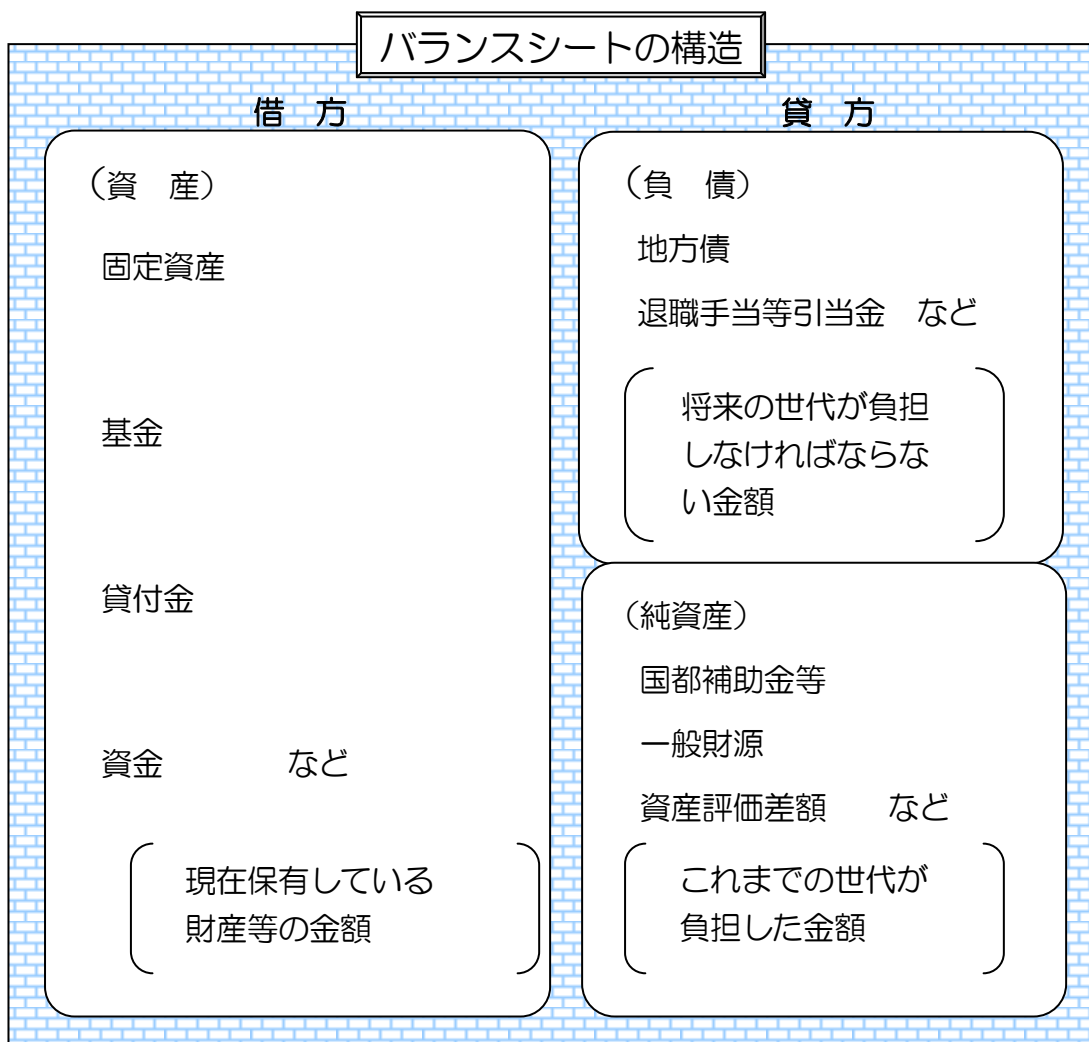 バランスシートの構造
借 方
（資 産）
固定資産
基金
貸付金
資金 など
現在保有している
財産等の金額
貸 方
（負 債）
地方債
退職手当等引当金 など
将来の世代が負担
しなければならな
い金額
（純資産）
国都補助金等
一般財源
資産評価差額 など
これまでの世代が
負担した金額